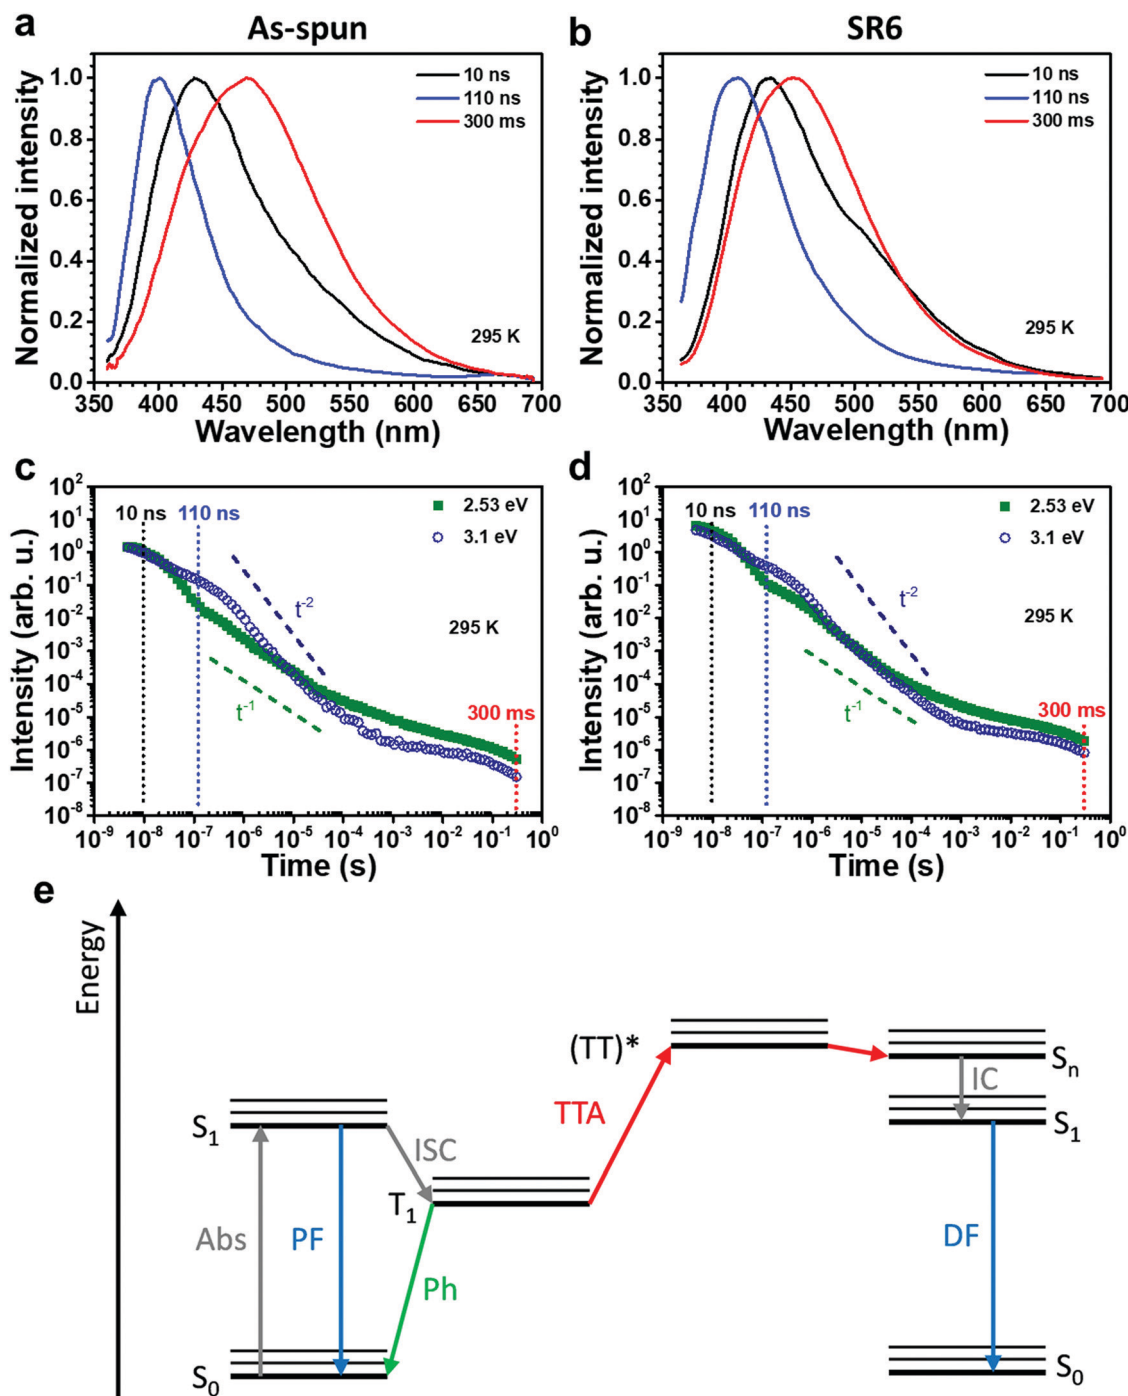 a
As-spun
b
SR6
Normalized intensity
1.0
0.8
0.6
0.4
0.2
0.0
10 ns
110 ns
300 ms
295 K
350 400 450 500 550 600 650 700
Wavelength (nm)
Normalized intensity
1.0
0.8
0.6
0.4
0.2
0.0
10 ns
110 ns
300 ms
295 K
350 400 450 500 550 600 650 700
Wavelength (nm)
c
Intensity (arb. u.)
10²
10¹
10⁰
10⁻¹
10⁻²
10⁻³
10⁻⁴
10⁻⁵
10⁻⁶
10⁻⁷
10⁻⁸
10 ns 110 ns
2.53 eV
3.1 eV
t⁻²
295 K
t⁻¹
300 ms
10⁻⁹ 10⁻⁸ 10⁻⁷ 10⁻⁶ 10⁻⁵ 10⁻⁴ 10⁻³ 10⁻² 10⁻¹ 10⁰
Time (s)
d
Intensity (arb. u.)
10²
10¹
10⁰
10⁻¹
10⁻²
10⁻³
10⁻⁴
10⁻⁵
10⁻⁶
10⁻⁷
10⁻⁸
10 ns 110 ns
2.53 eV
3.1 eV
t⁻²
295 K
t⁻¹
300 ms
10⁻⁹ 10⁻⁸ 10⁻⁷ 10⁻⁶ 10⁻⁵ 10⁻⁴ 10⁻³ 10⁻² 10⁻¹ 10⁰
Time (s)
e
Energy
S₁
Abs
PF
ISC
T₁
Ph
S₀
TTA
(TT)*
Sₙ
IC
S₁
DF
S₀